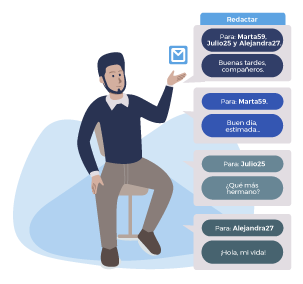 Redactar
Para: Marta59,
Julio25 y Alejandra27
Buenas tardes,
compañeros.
Para: Marta59.
Buen día,
estimada...
Para: Julio25
¿Qué más
hermano?
Para: Alejandra27
¡Hola, mi vida!